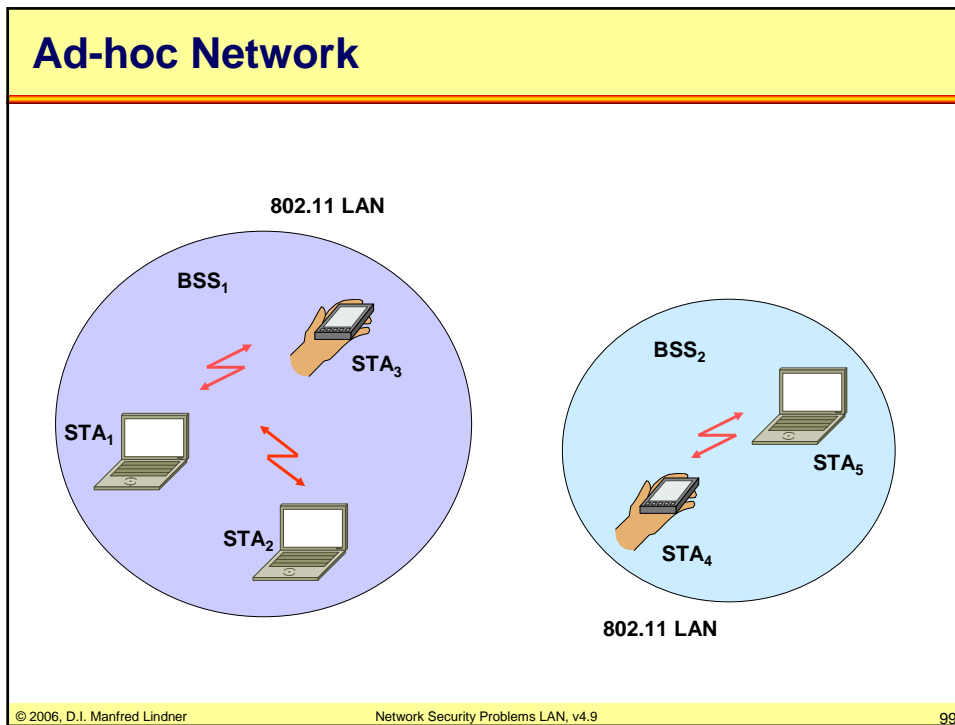 Ad-hoc Network
802.11 LAN
BSS₁
STA₃
STA₁
STA₂
BSS₂
STA₅
STA₄
802.11 LAN
© 2006, D.I. Manfred Lindner
Network Security Problems LAN, v4.9
99